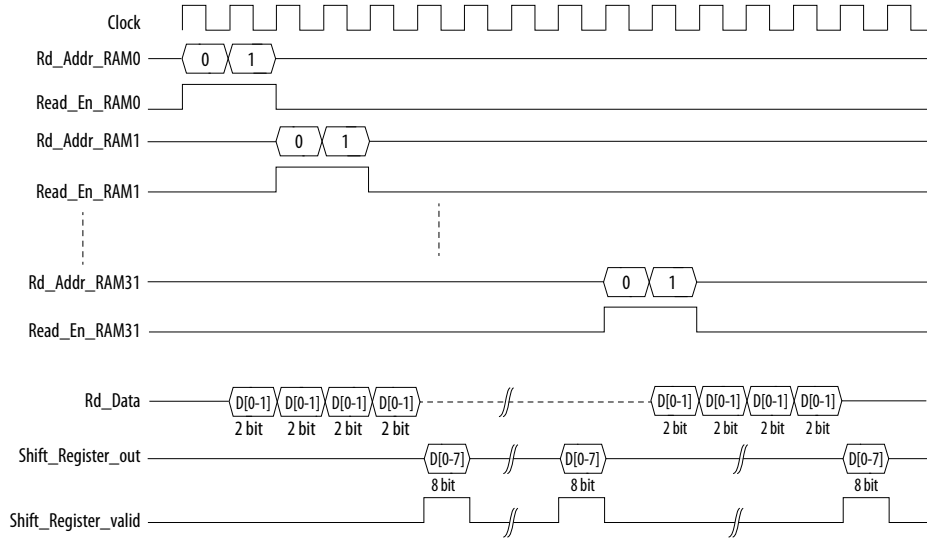 Clock
Rd_Addr_RAM0 0 1
Read_En_RAM0
Rd_Addr_RAM1 0 1
Read_En_RAM1
Rd_Addr_RAM31 0 1
Read_En_RAM31
Rd_Data D[0-1] D[0-1] D[0-1] D[0-1] D[0-1] D[0-1] D[0-1] D[0-1]
2 bit 2 bit 2 bit 2 bit 2 bit 2 bit 2 bit 2 bit
Shift_Register_out D[0-7] D[0-7] D[0-7]
8 bit 8 bit 8 bit
Shift_Register_valid